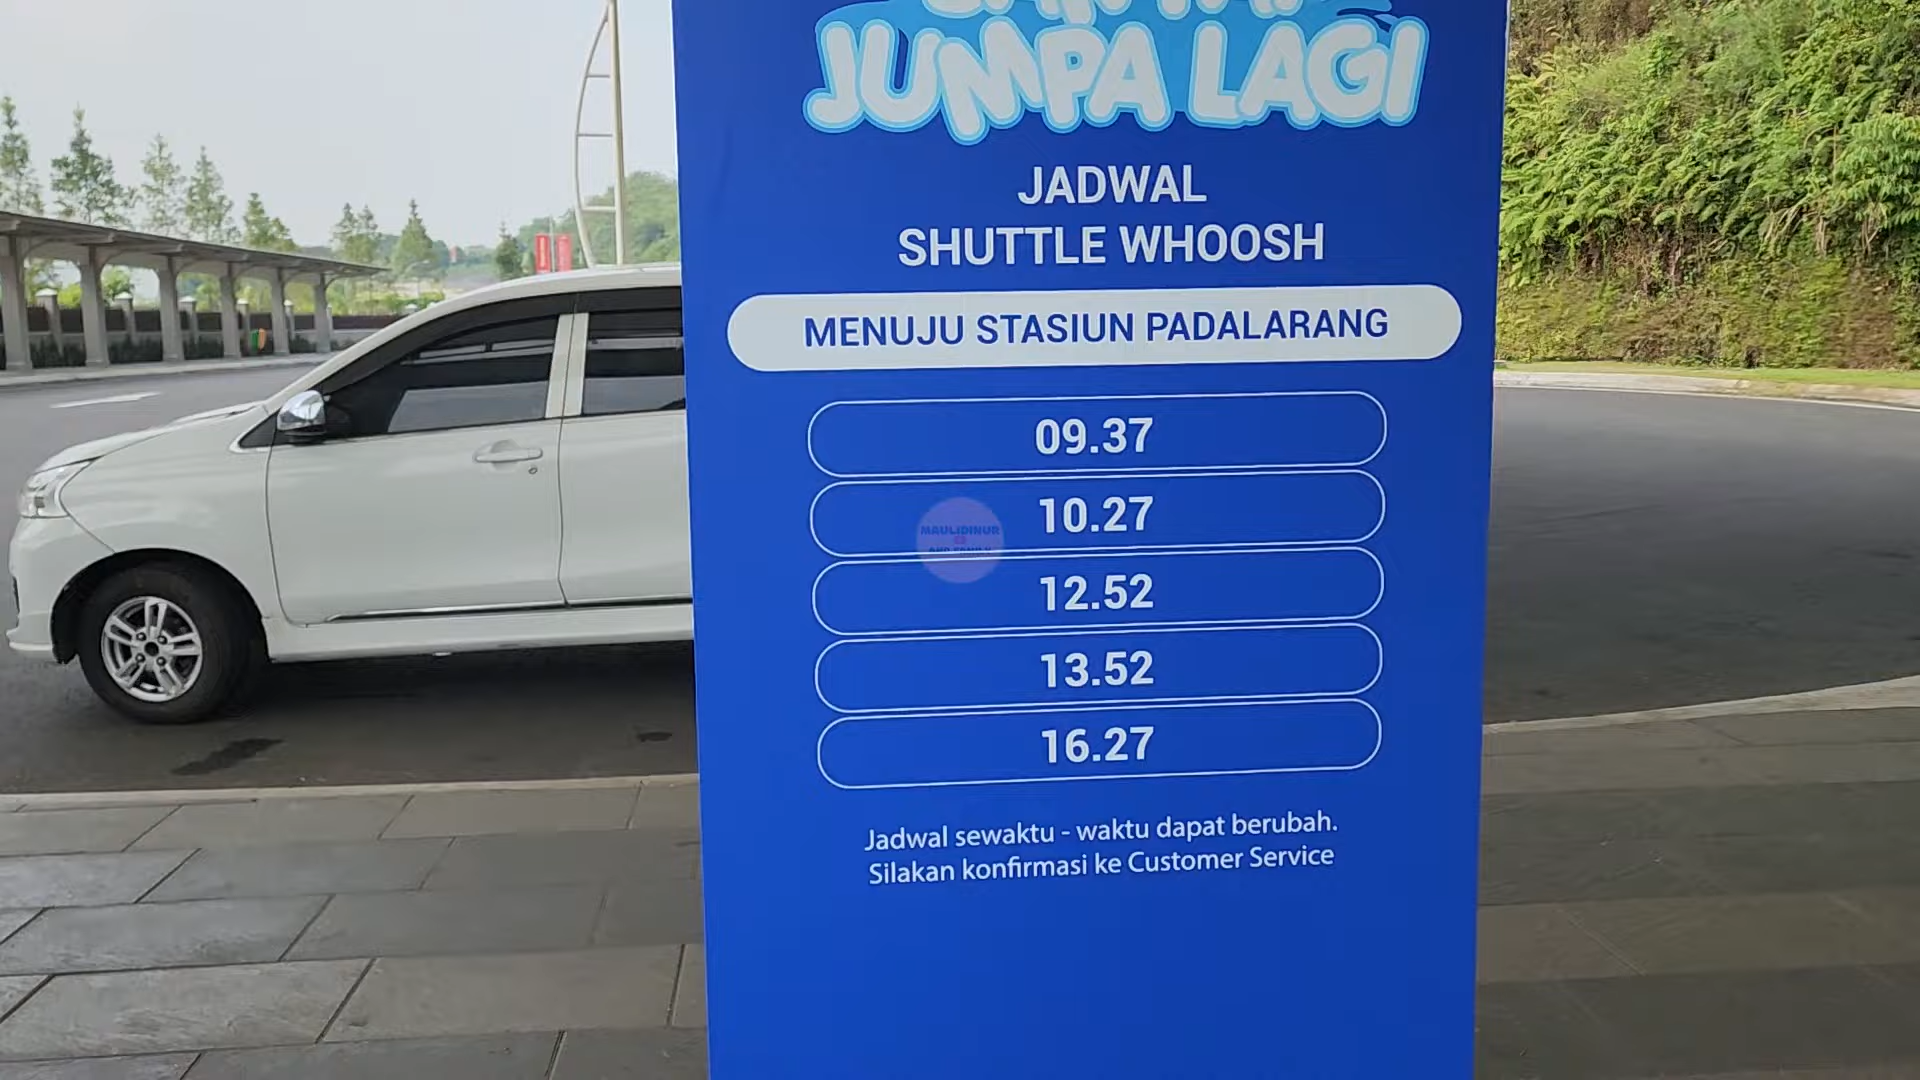 JUMPA LAGI
JADWAL
SHUTTLE WHOOSH
MENUJU STASIUN PADALARANG
09.37
10.27
MAULIDINUR
12.52
13.52
16.27
Jadwal sewaktu - waktu dapat berubah.
Silakan konfirmasi ke Customer Service